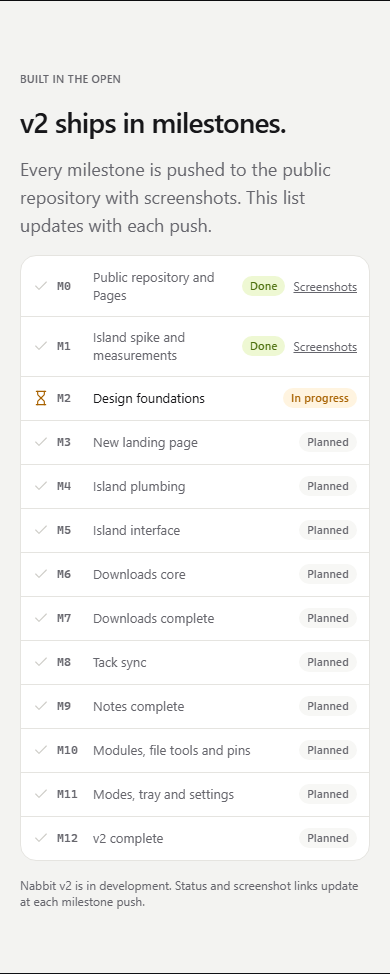 BUILT IN THE OPEN
v2 ships in milestones.
Every milestone is pushed to the public
repository with screenshots. This list
updates with each push.
M0 Public repository and Pages Done Screenshots
M1 Island spike and measurements Done Screenshots
M2 Design foundations In progress
M3 New landing page Planned
M4 Island plumbing Planned
M5 Island interface Planned
M6 Downloads core Planned
M7 Downloads complete Planned
M8 Tack sync Planned
M9 Notes complete Planned
M10 Modules, file tools and pins Planned
M11 Modes, tray and settings Planned
M12 v2 complete Planned
Nabbit v2 is in development. Status and screenshot links update
at each milestone push.